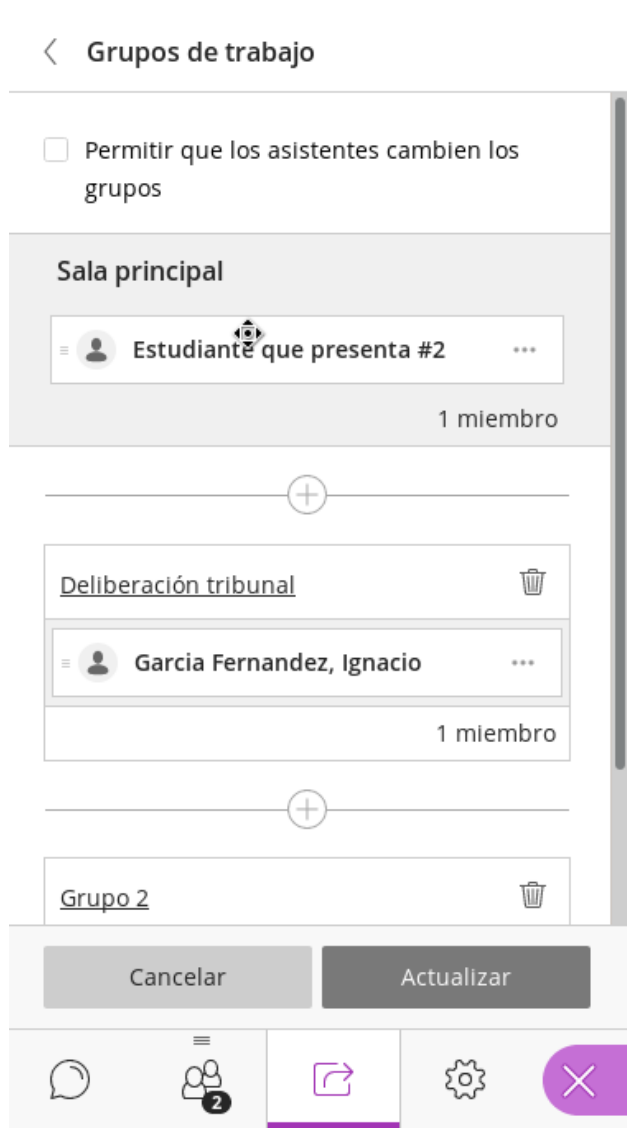 Grupos de trabajo
Permitir que los asistentes cambien los
grupos
Sala principal
Estudiante que presenta #2
1 miembro
Deliberación tribunal
Garcia Fernandez, Ignacio
1 miembro
Grupo 2
Cancelar
Actualizar
2